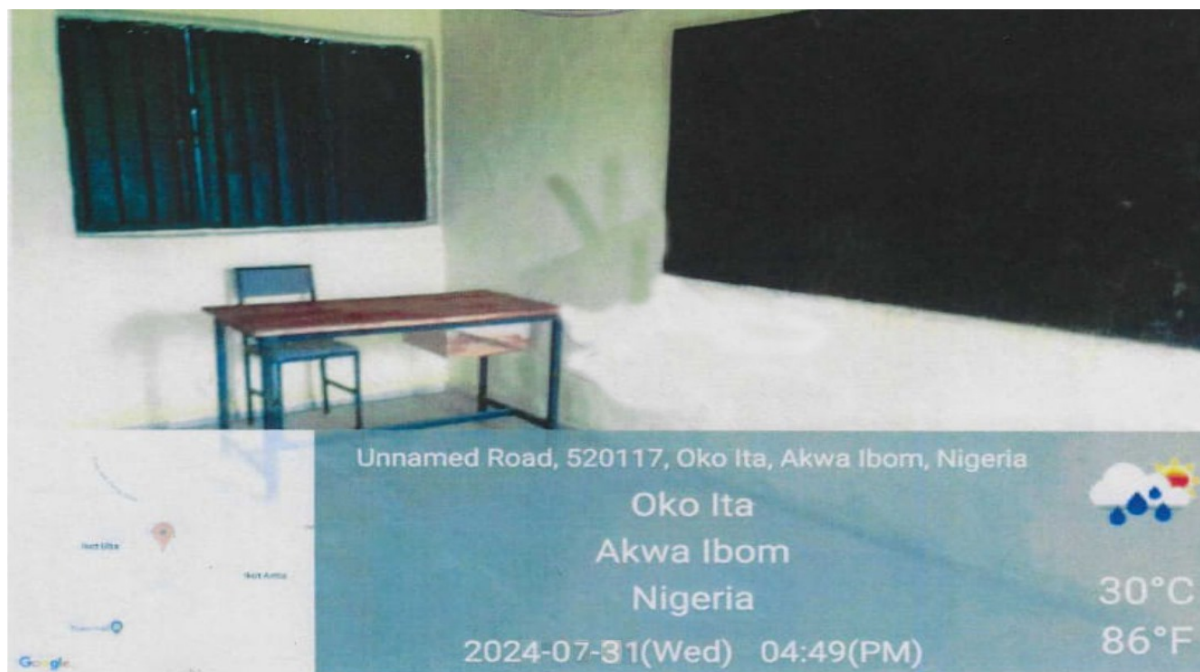 Unnamed Road, 520117, Oko Ita, Akwa Ibom, Nigeria
Oko Ita
Akwa Ibom
Nigeria
2024-07-31(Wed) 04:49(PM)
30°C
86°F
Google